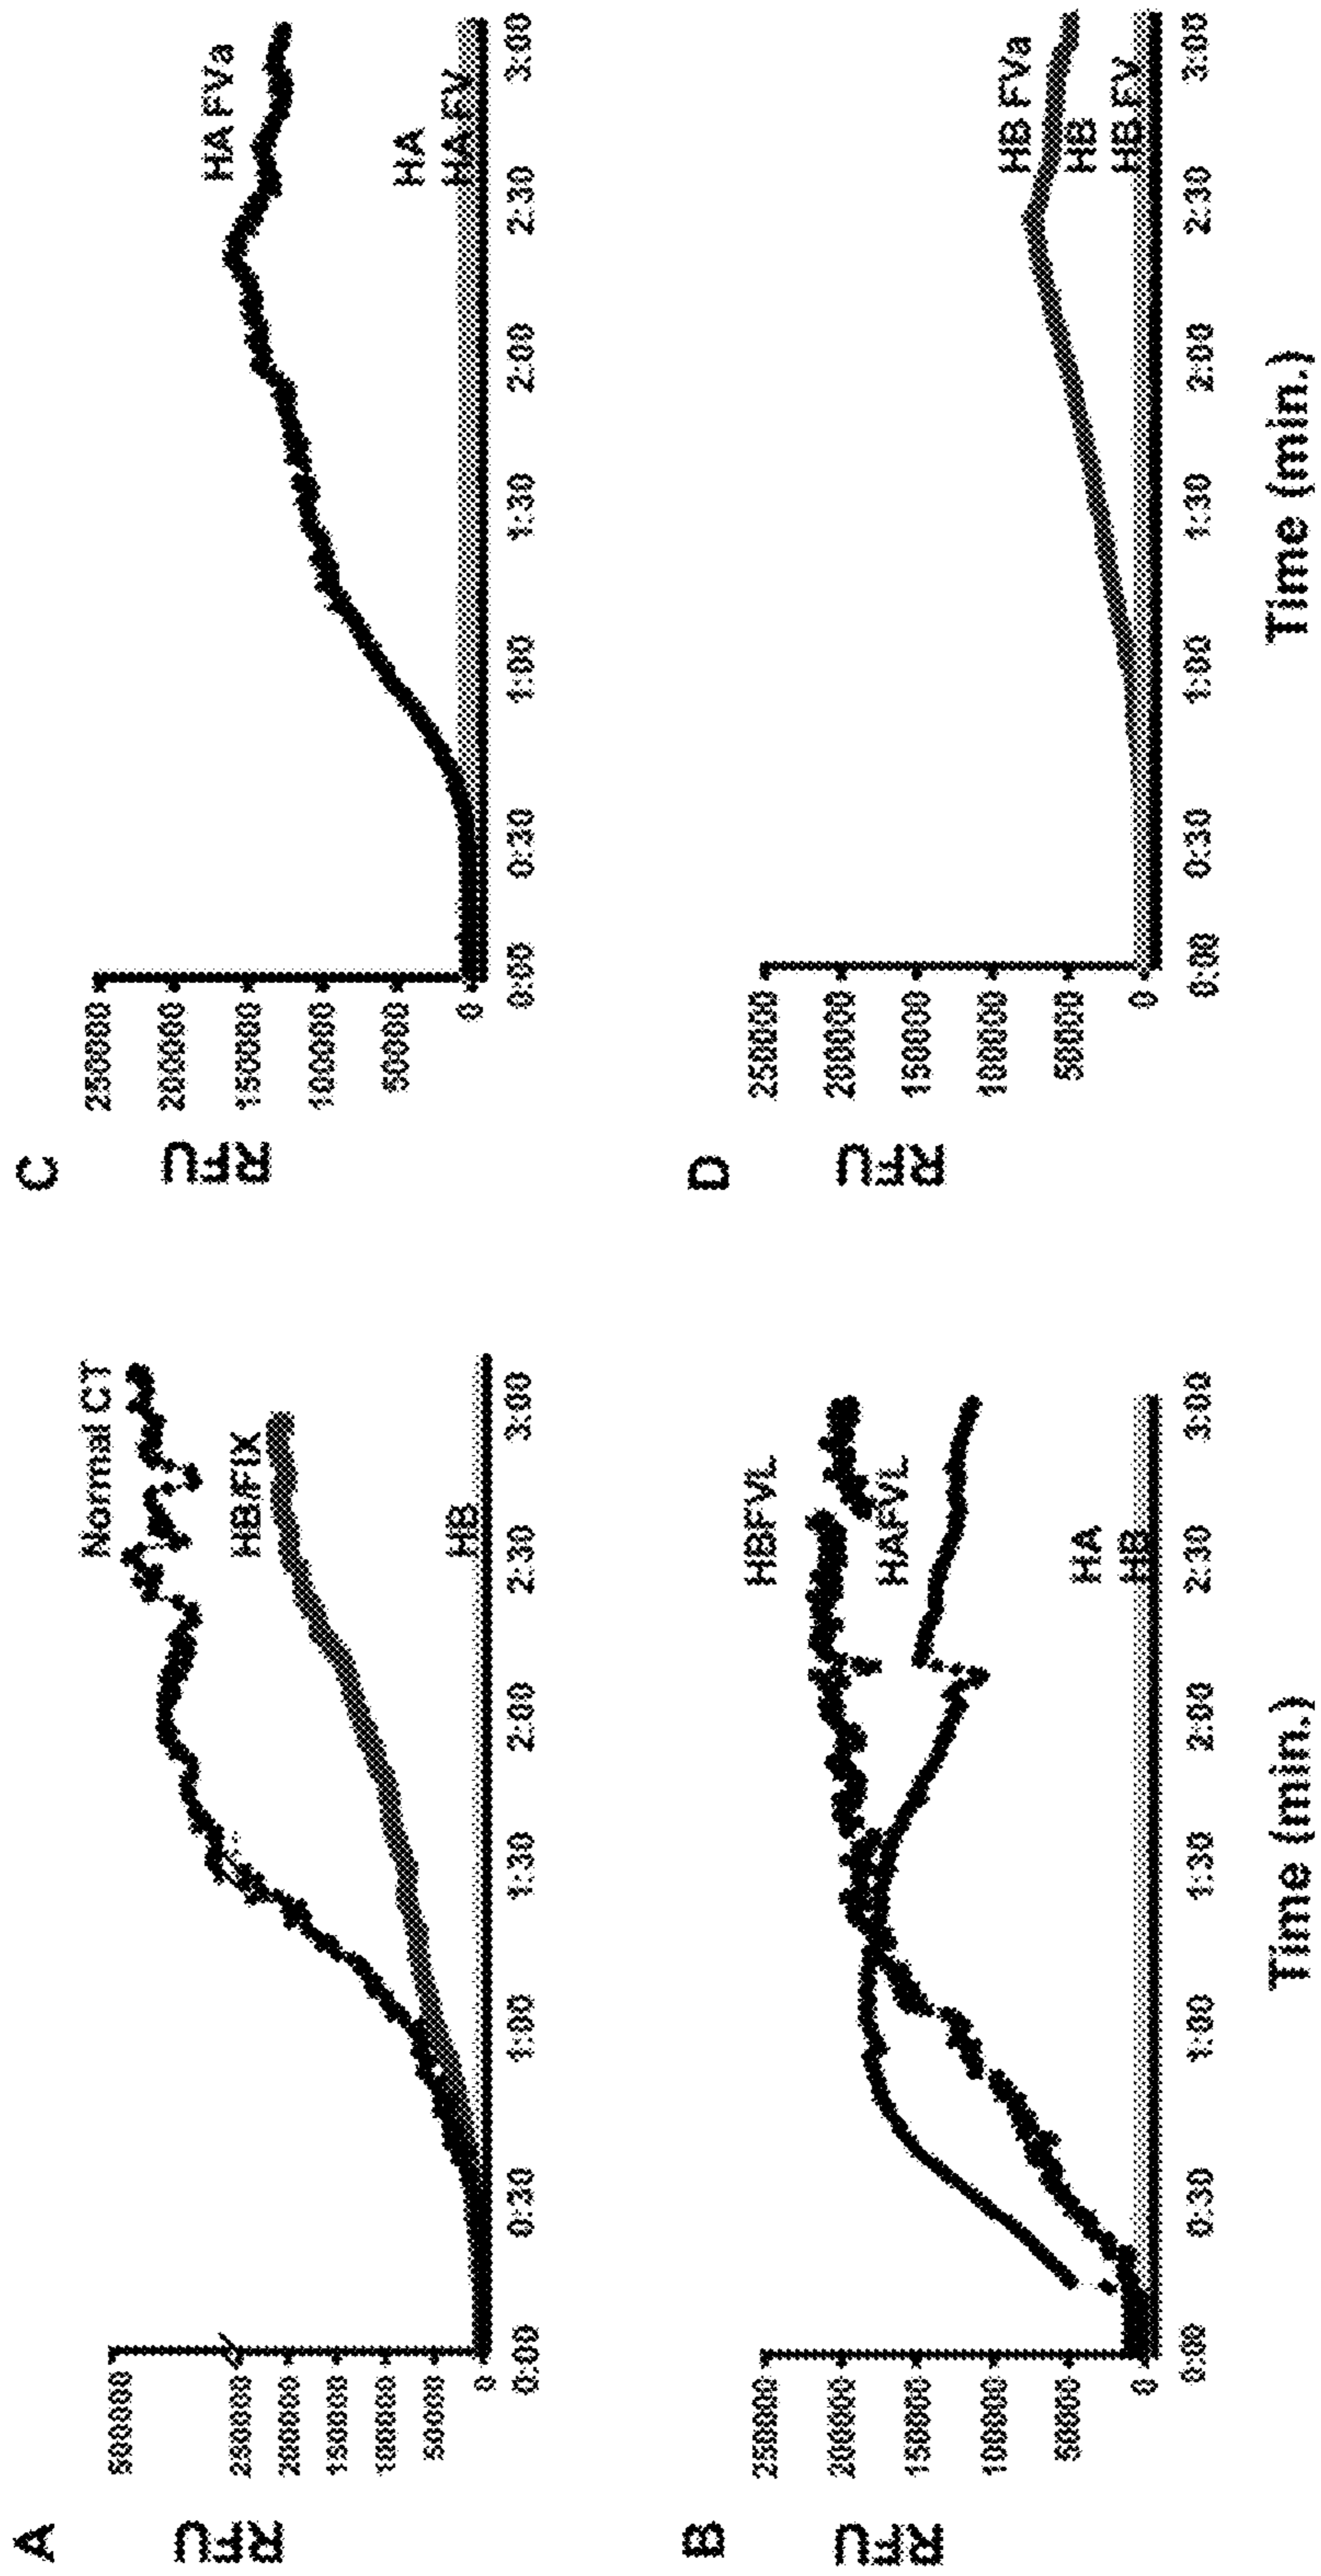 A
RFU
500000
250000
200000
150000
100000
50000
0
0:00
0:30
1:00
1:30
2:00
2:30
3:00
Normal CT
HB/FIX
HB
B
RFU
250000
200000
150000
100000
50000
0
0:00
0:30
1:00
1:30
2:00
2:30
3:00
HBFVL
HAFVL
HA
HB
Time (min.)
C
RFU
250000
200000
150000
100000
50000
0
0:00
0:30
1:00
1:30
2:00
2:30
3:00
HA FVa
HA
HA FV
D
RFU
250000
200000
150000
100000
50000
0
0:00
0:30
1:00
1:30
2:00
2:30
3:00
HB FVa
HB
HB FV
Time (min.)